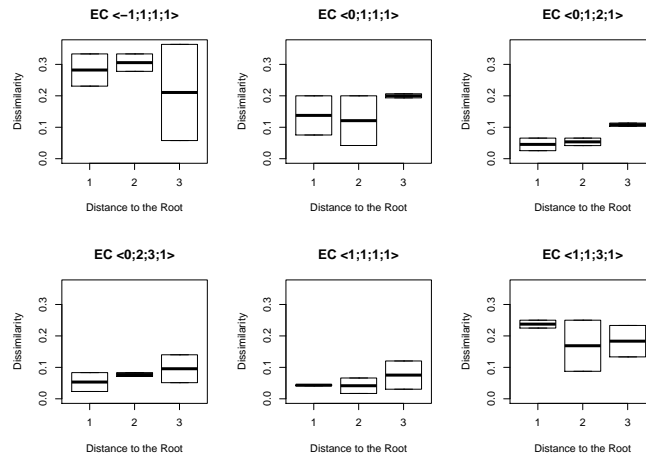 EC <−1;1;1;1>
EC <0;1;1;1>
EC <0;1;2;1>
Dissimilarity
0.0 0.1 0.2 0.3
1 2 3
Distance to the Root
Dissimilarity
0.0 0.1 0.2 0.3
1 2 3
Distance to the Root
Dissimilarity
0.0 0.1 0.2 0.3
1 2 3
Distance to the Root
EC <0;2;3;1>
EC <1;1;1;1>
EC <1;1;3;1>
Dissimilarity
0.0 0.1 0.2 0.3
1 2 3
Distance to the Root
Dissimilarity
0.0 0.1 0.2 0.3
1 2 3
Distance to the Root
Dissimilarity
0.0 0.1 0.2 0.3
1 2 3
Distance to the Root